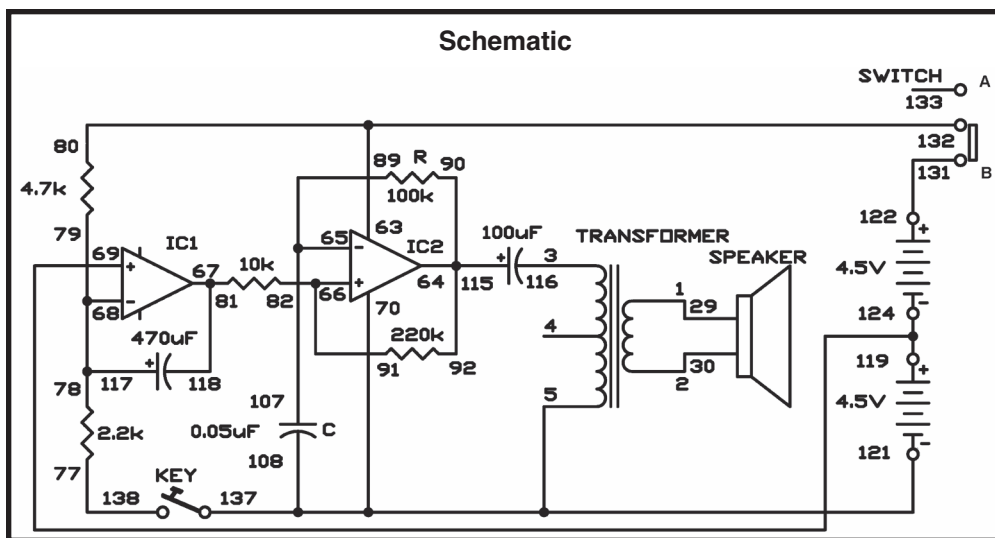 Schematic
SWITCH
A
133
80
89 R 90
132
131
B
4.7k
100k
63
122
79
65
-
IC2
100uF
TRANSFORMER
+
69
+
IC1
67
10k
+
3
SPEAKER
4.5V
-
68
81
82
66
+
64
115
116
1
29
-
124
470uF
70
220k
4
+
119
78
117
118
91
92
30
2
+
107
5
4.5V
2.2k
0.05uF
C
-
77
108
121
138
KEY
137